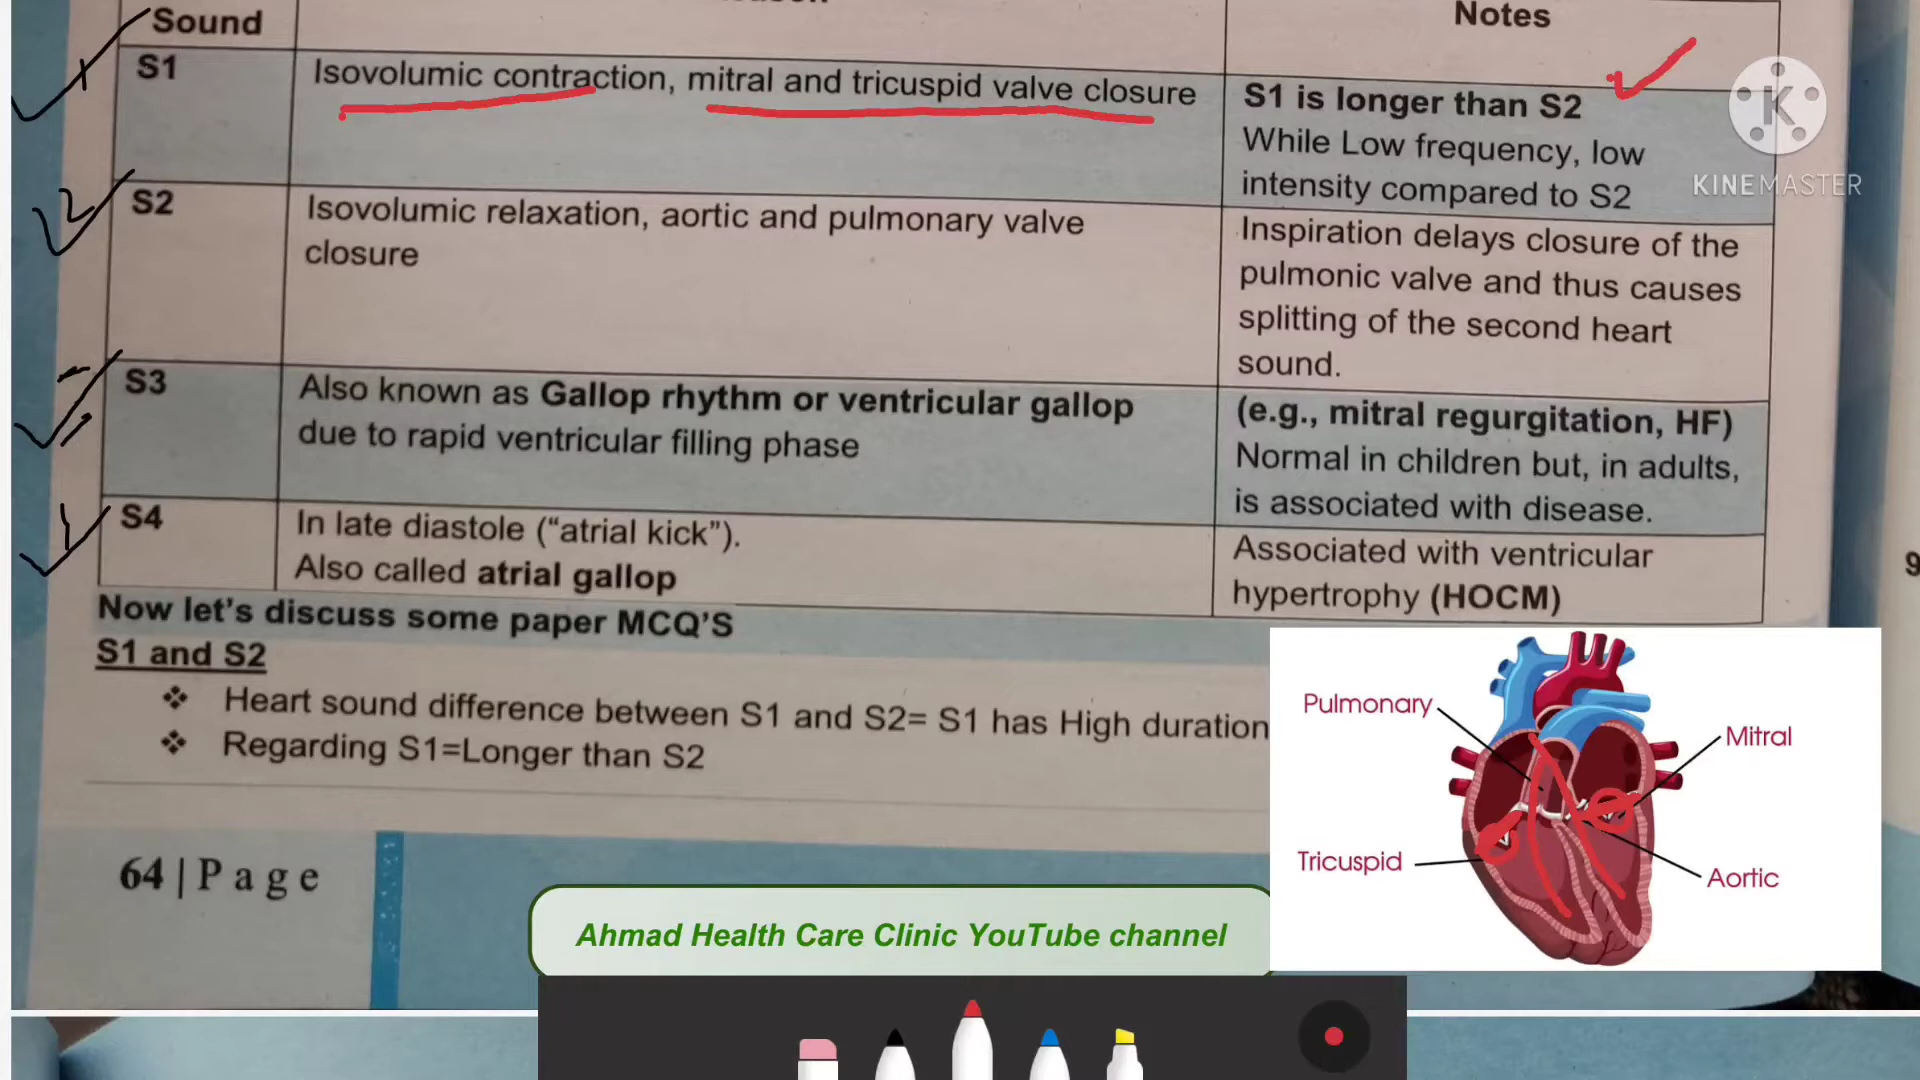 Sound
Notes
S1
Isovolumic contraction, mitral and tricuspid valve closure
S1 is longer than S2
While Low frequency, low
intensity compared to S2
S2
Isovolumic relaxation, aortic and pulmonary valve
closure
Inspiration delays closure of the
pulmonic valve and thus causes
splitting of the second heart
sound.
S3
Also known as Gallop rhythm or ventricular gallop
due to rapid ventricular filling phase
(e.g., mitral regurgitation, HF)
Normal in children but, in adults,
is associated with disease.
S4
In late diastole (“atrial kick”).
Also called atrial gallop
Associated with ventricular
hypertrophy (HOCM)
Now let’s discuss some paper MCQ’S
S1 and S2
❖ Heart sound difference between S1 and S2= S1 has High duration
❖ Regarding S1=Longer than S2
64 | P a g e
K
KINEMASTER
9
Pulmonary
Mitral
Tricuspid
Aortic
Ahmad Health Care Clinic YouTube channel